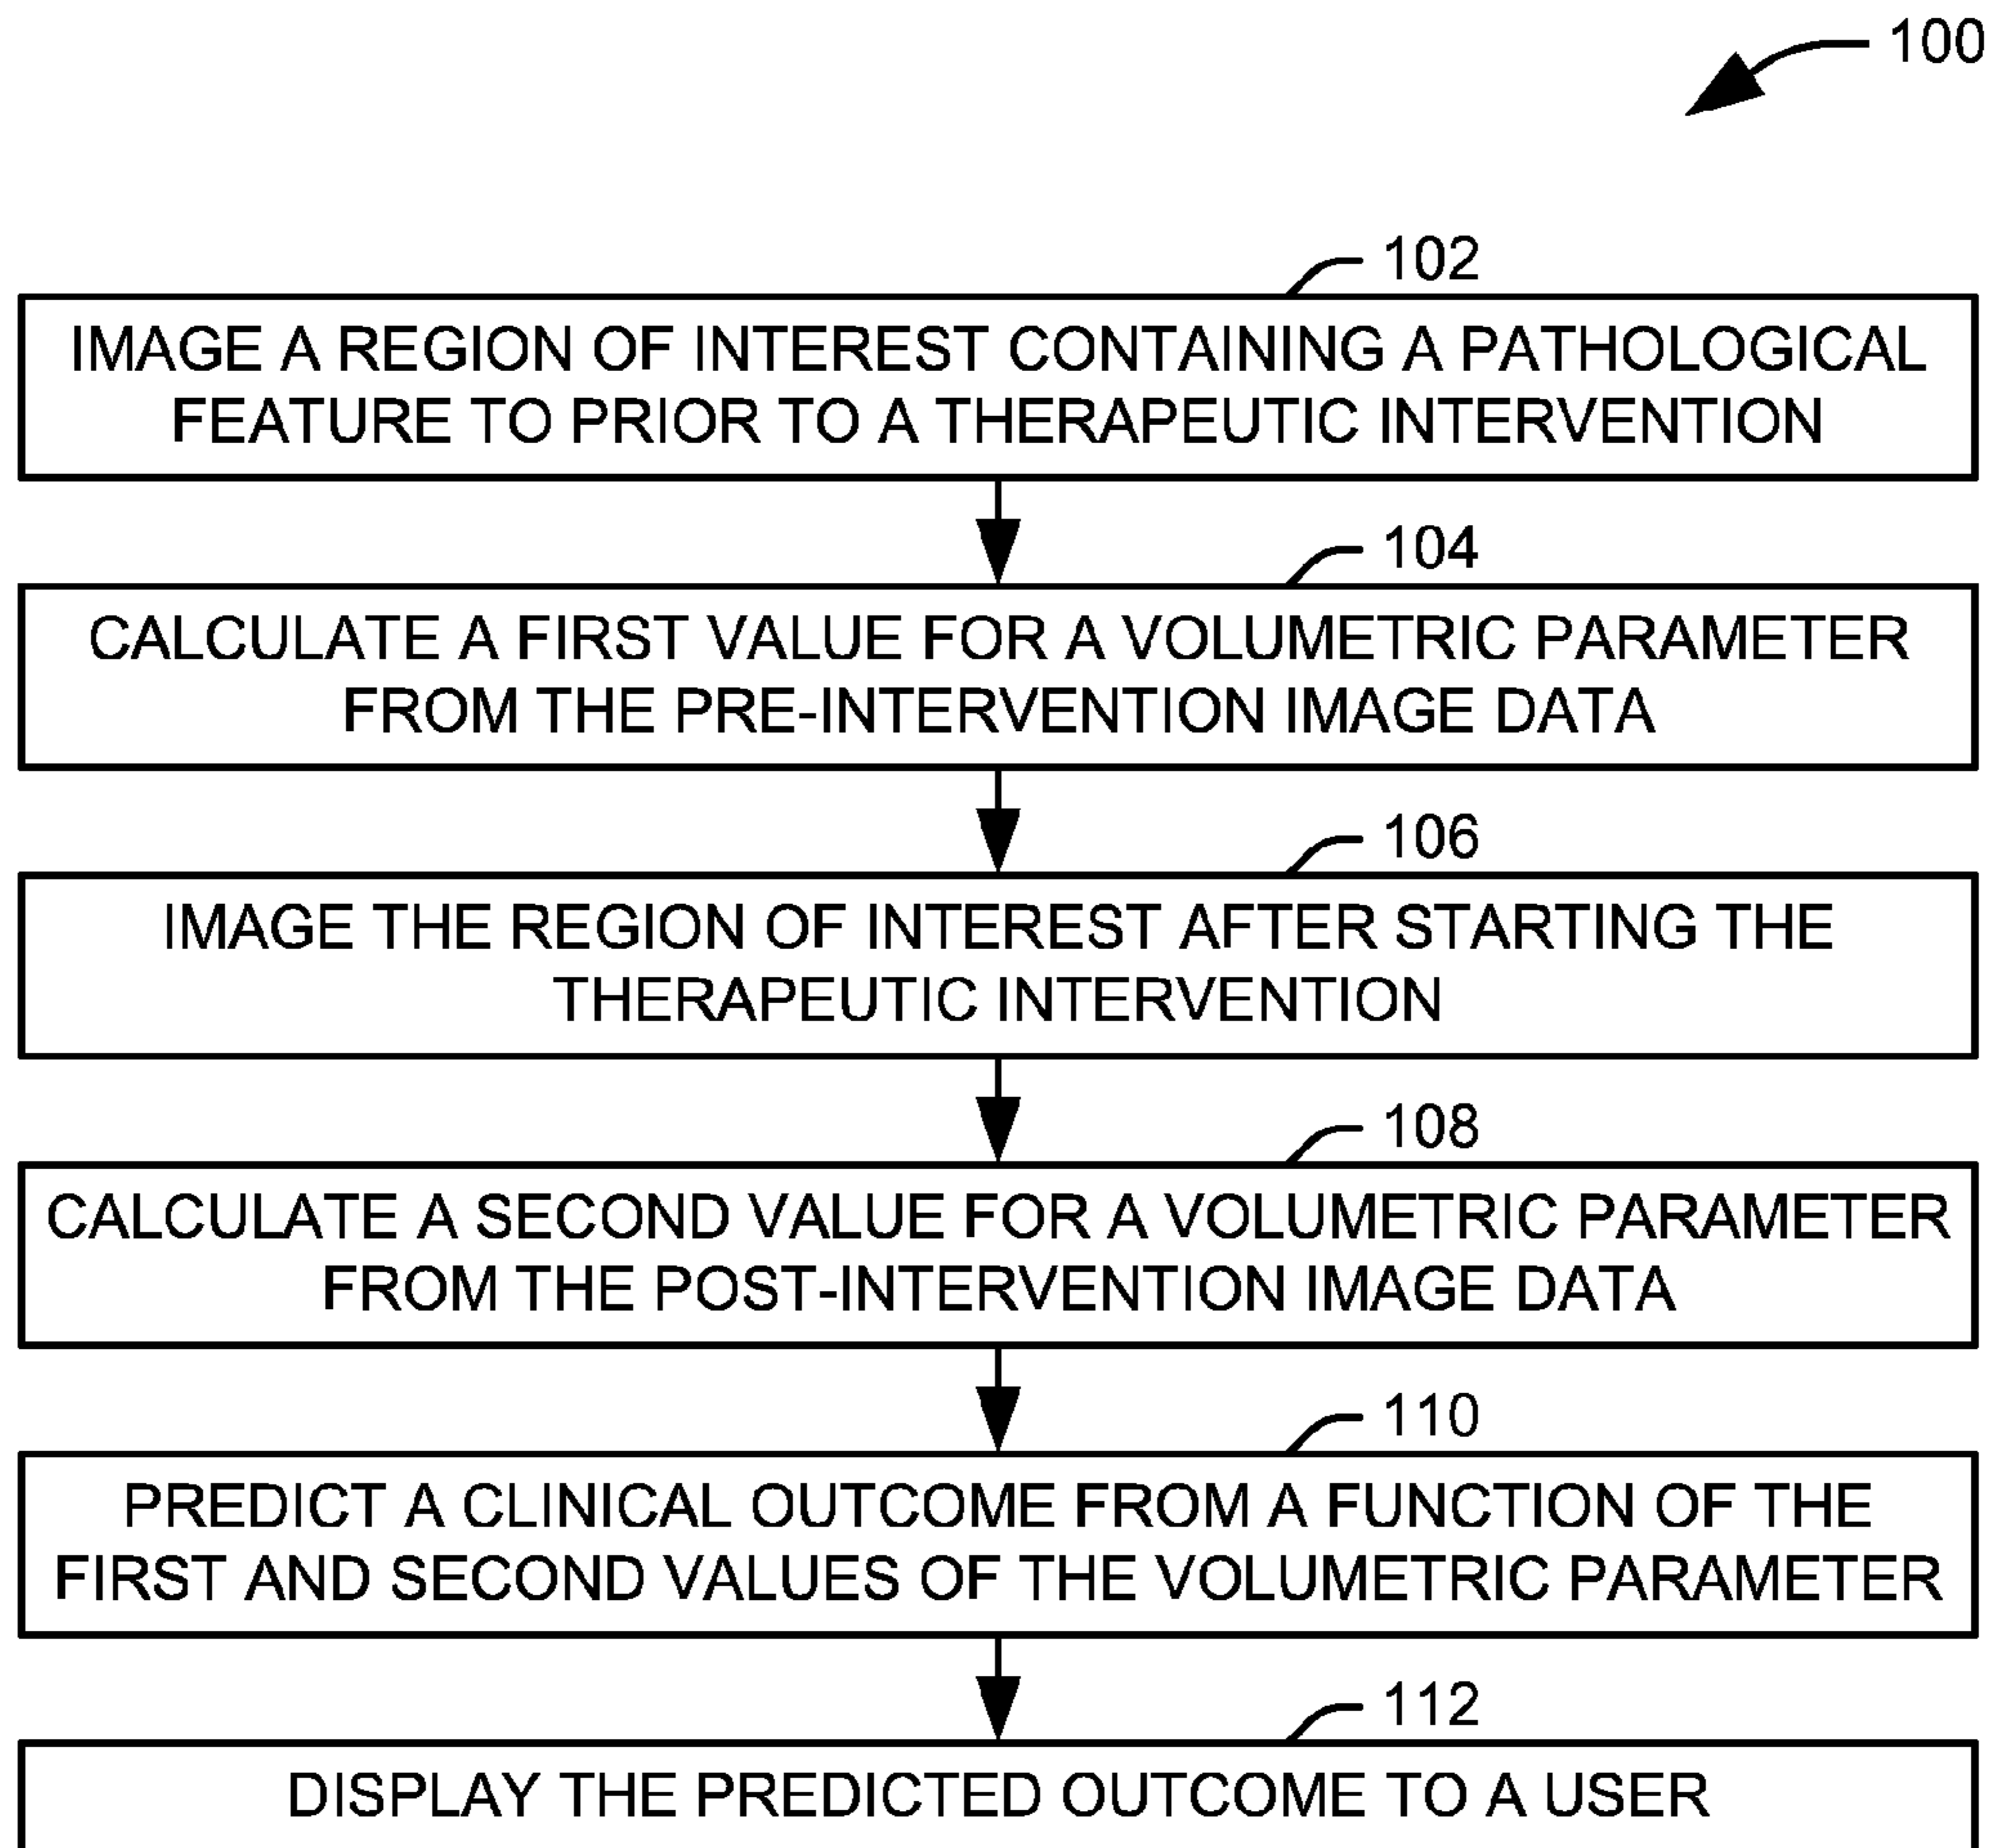 100
102
IMAGE A REGION OF INTEREST CONTAINING A PATHOLOGICAL
FEATURE TO PRIOR TO A THERAPEUTIC INTERVENTION
104
CALCULATE A FIRST VALUE FOR A VOLUMETRIC PARAMETER
FROM THE PRE-INTERVENTION IMAGE DATA
106
IMAGE THE REGION OF INTEREST AFTER STARTING THE
THERAPEUTIC INTERVENTION
108
CALCULATE A SECOND VALUE FOR A VOLUMETRIC PARAMETER
FROM THE POST-INTERVENTION IMAGE DATA
110
PREDICT A CLINICAL OUTCOME FROM A FUNCTION OF THE
FIRST AND SECOND VALUES OF THE VOLUMETRIC PARAMETER
112
DISPLAY THE PREDICTED OUTCOME TO A USER